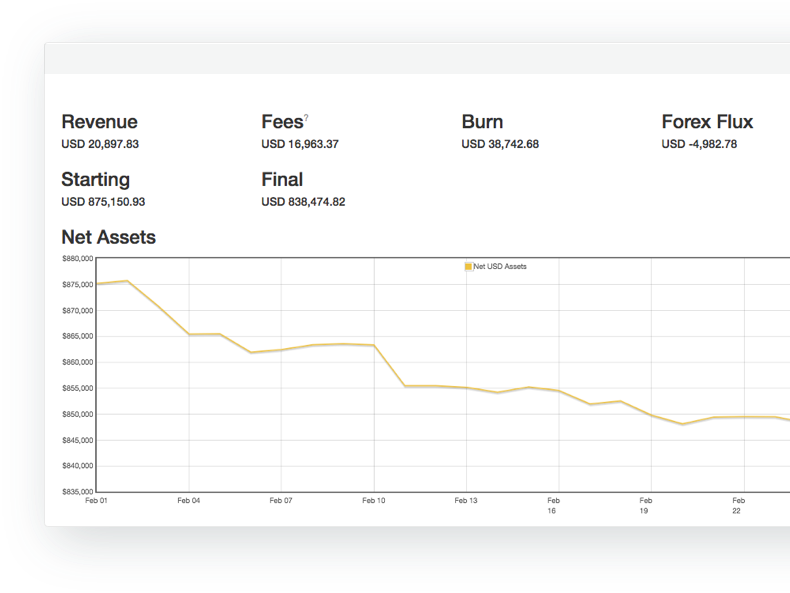 Revenue Fees? Burn Forex Flux
USD 20,897.83 USD 16,963.37 USD 38,742.68 USD -4,982.78
Starting Final
USD 875,150.93 USD 838,474.82
Net Assets
Net USD Assets
$880,000
$875,000
$870,000
$865,000
$860,000
$855,000
$850,000
$845,000
$840,000
$835,000
Feb 01 Feb 04 Feb 07 Feb 10 Feb 13 Feb 16 Feb 19 Feb 22